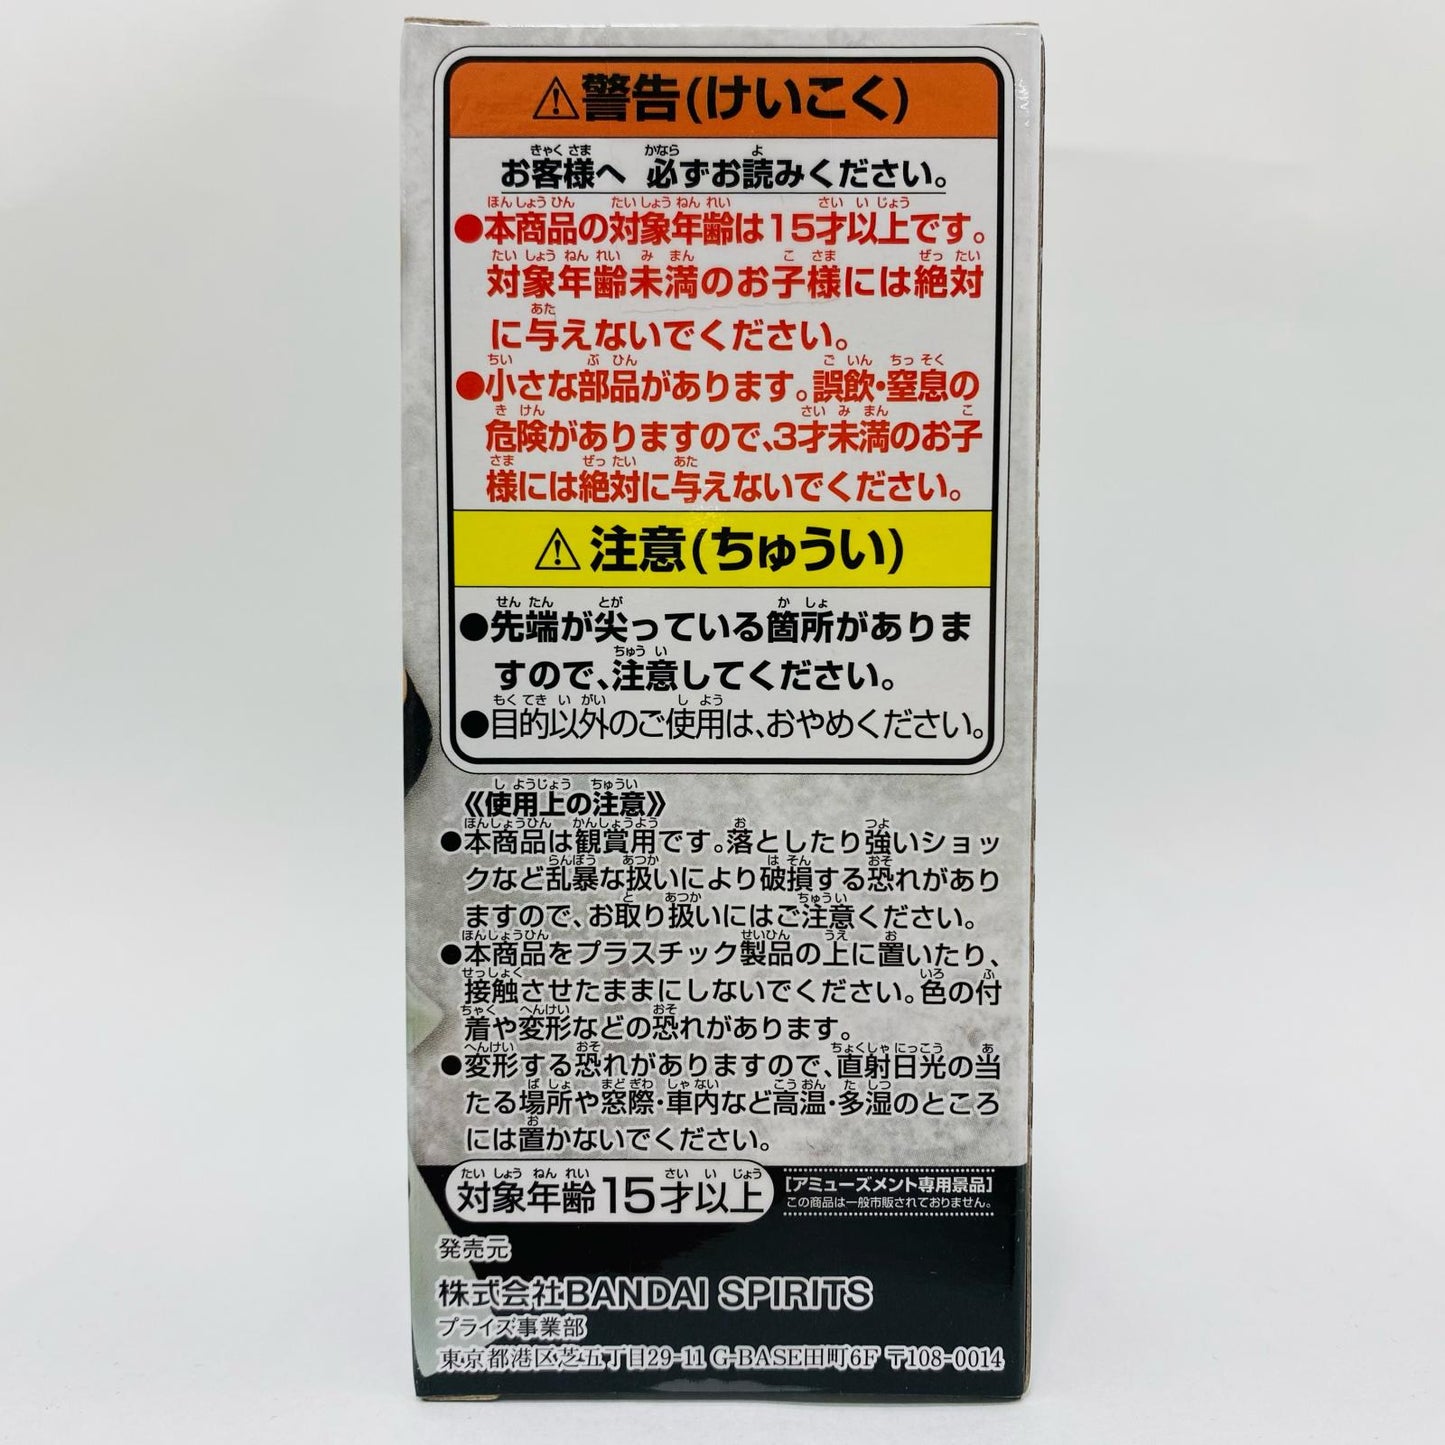 ⚠警告(けいこく)
お客様へ 必ずお読みください。
●本商品の対象年齢は15才以上です。
対象年齢未満のお子様には絶対
に与えないでください。
●小さな部品があります。誤飲・窒息の
危険がありますので、3才未満のお子
様には絶対に与えないでください。
⚠注意(ちゅうい)
●先端が尖っている箇所がありま
すので、注意してください。
●目的以外のご使用は、おやめください。
《使用上の注意》
●本商品は観賞用です。落としたり強いショッ
クなど乱暴な扱いにより破損する恐れがあり
ますので、お取り扱いにはご注意ください。
●本商品をプラスチック製品の上に置いたり、
接触させたままにしないでください。色の付
着や変形などの恐れがあります。
●変形する恐れがありますので、直射日光の当
たる場所や窓際・車内など高温・多湿のところ
には置かないでください。
対象年齢15才以上
[アミューズメント専用景品]
この商品は一般市販されておりません。
発売元
株式会社BANDAI SPIRITS
プライズ事業部
東京都港区芝五丁目29-11 G-BASE田町6F 〒108-0014